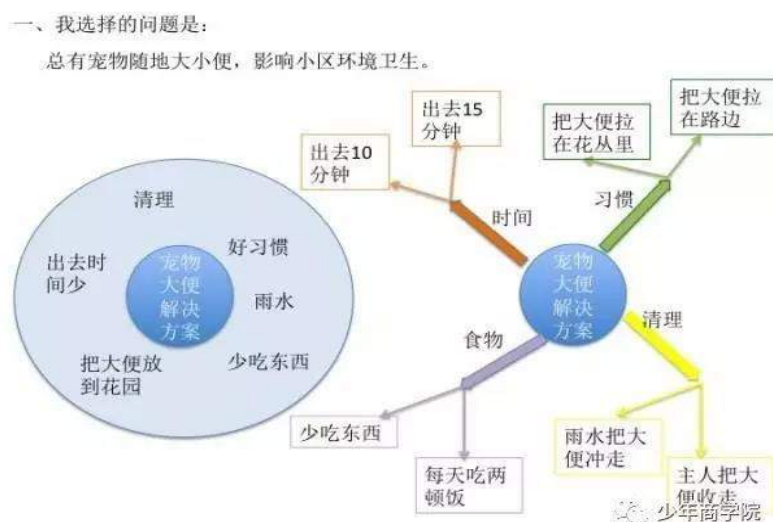 一、我选择的问题是：
总有宠物随地大小便，影响小区环境卫生。
清理
好习惯
出去时
间少
雨水
把大便放
到花园
少吃东西
宠物
大便
解决
方案
出去10
分钟
出去15
分钟
时间
把大便拉
在花丛里
把大便拉
在路边
习惯
宠物
大便
解决
方案
食物
少吃东西
每天吃两
顿饭
清理
雨水把大
便冲走
主人把大
便收走
少年商学院